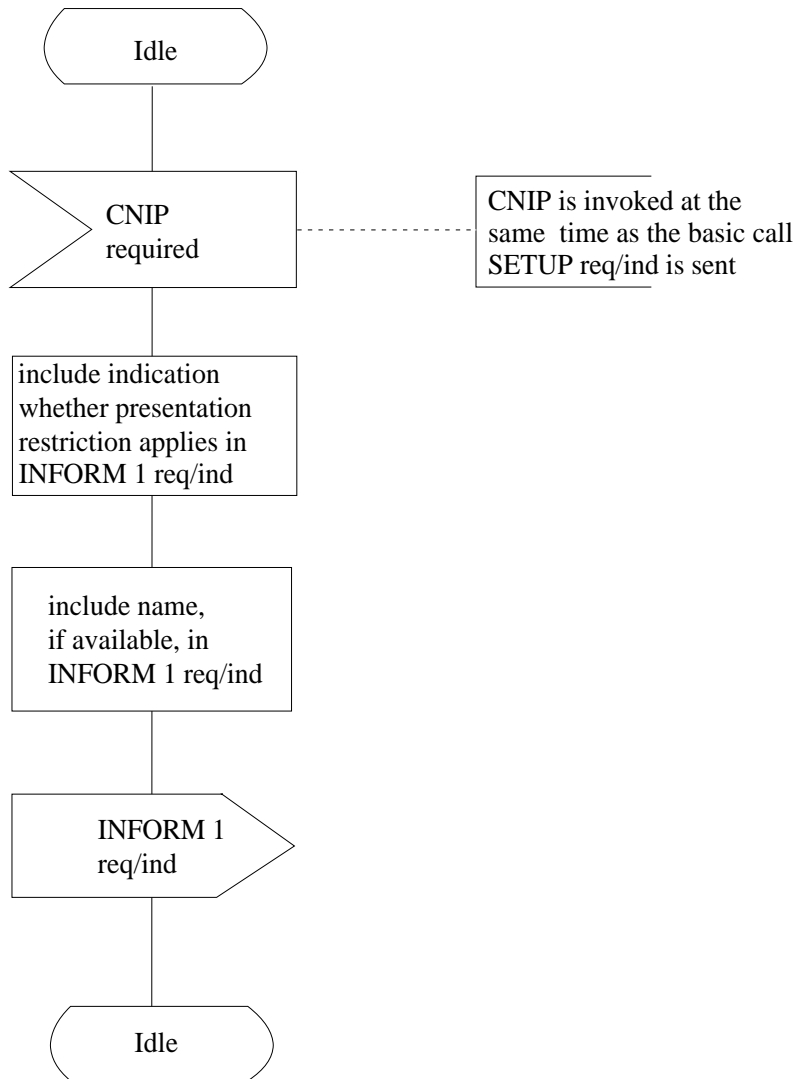 Idle
CNIP
required
CNIP is invoked at the
same time as the basic call
SETUP req/ind is sent
include indication
whether presentation
restriction applies in
INFORM 1 req/ind
include name,
if available, in
INFORM 1 req/ind
INFORM 1
req/ind
Idle